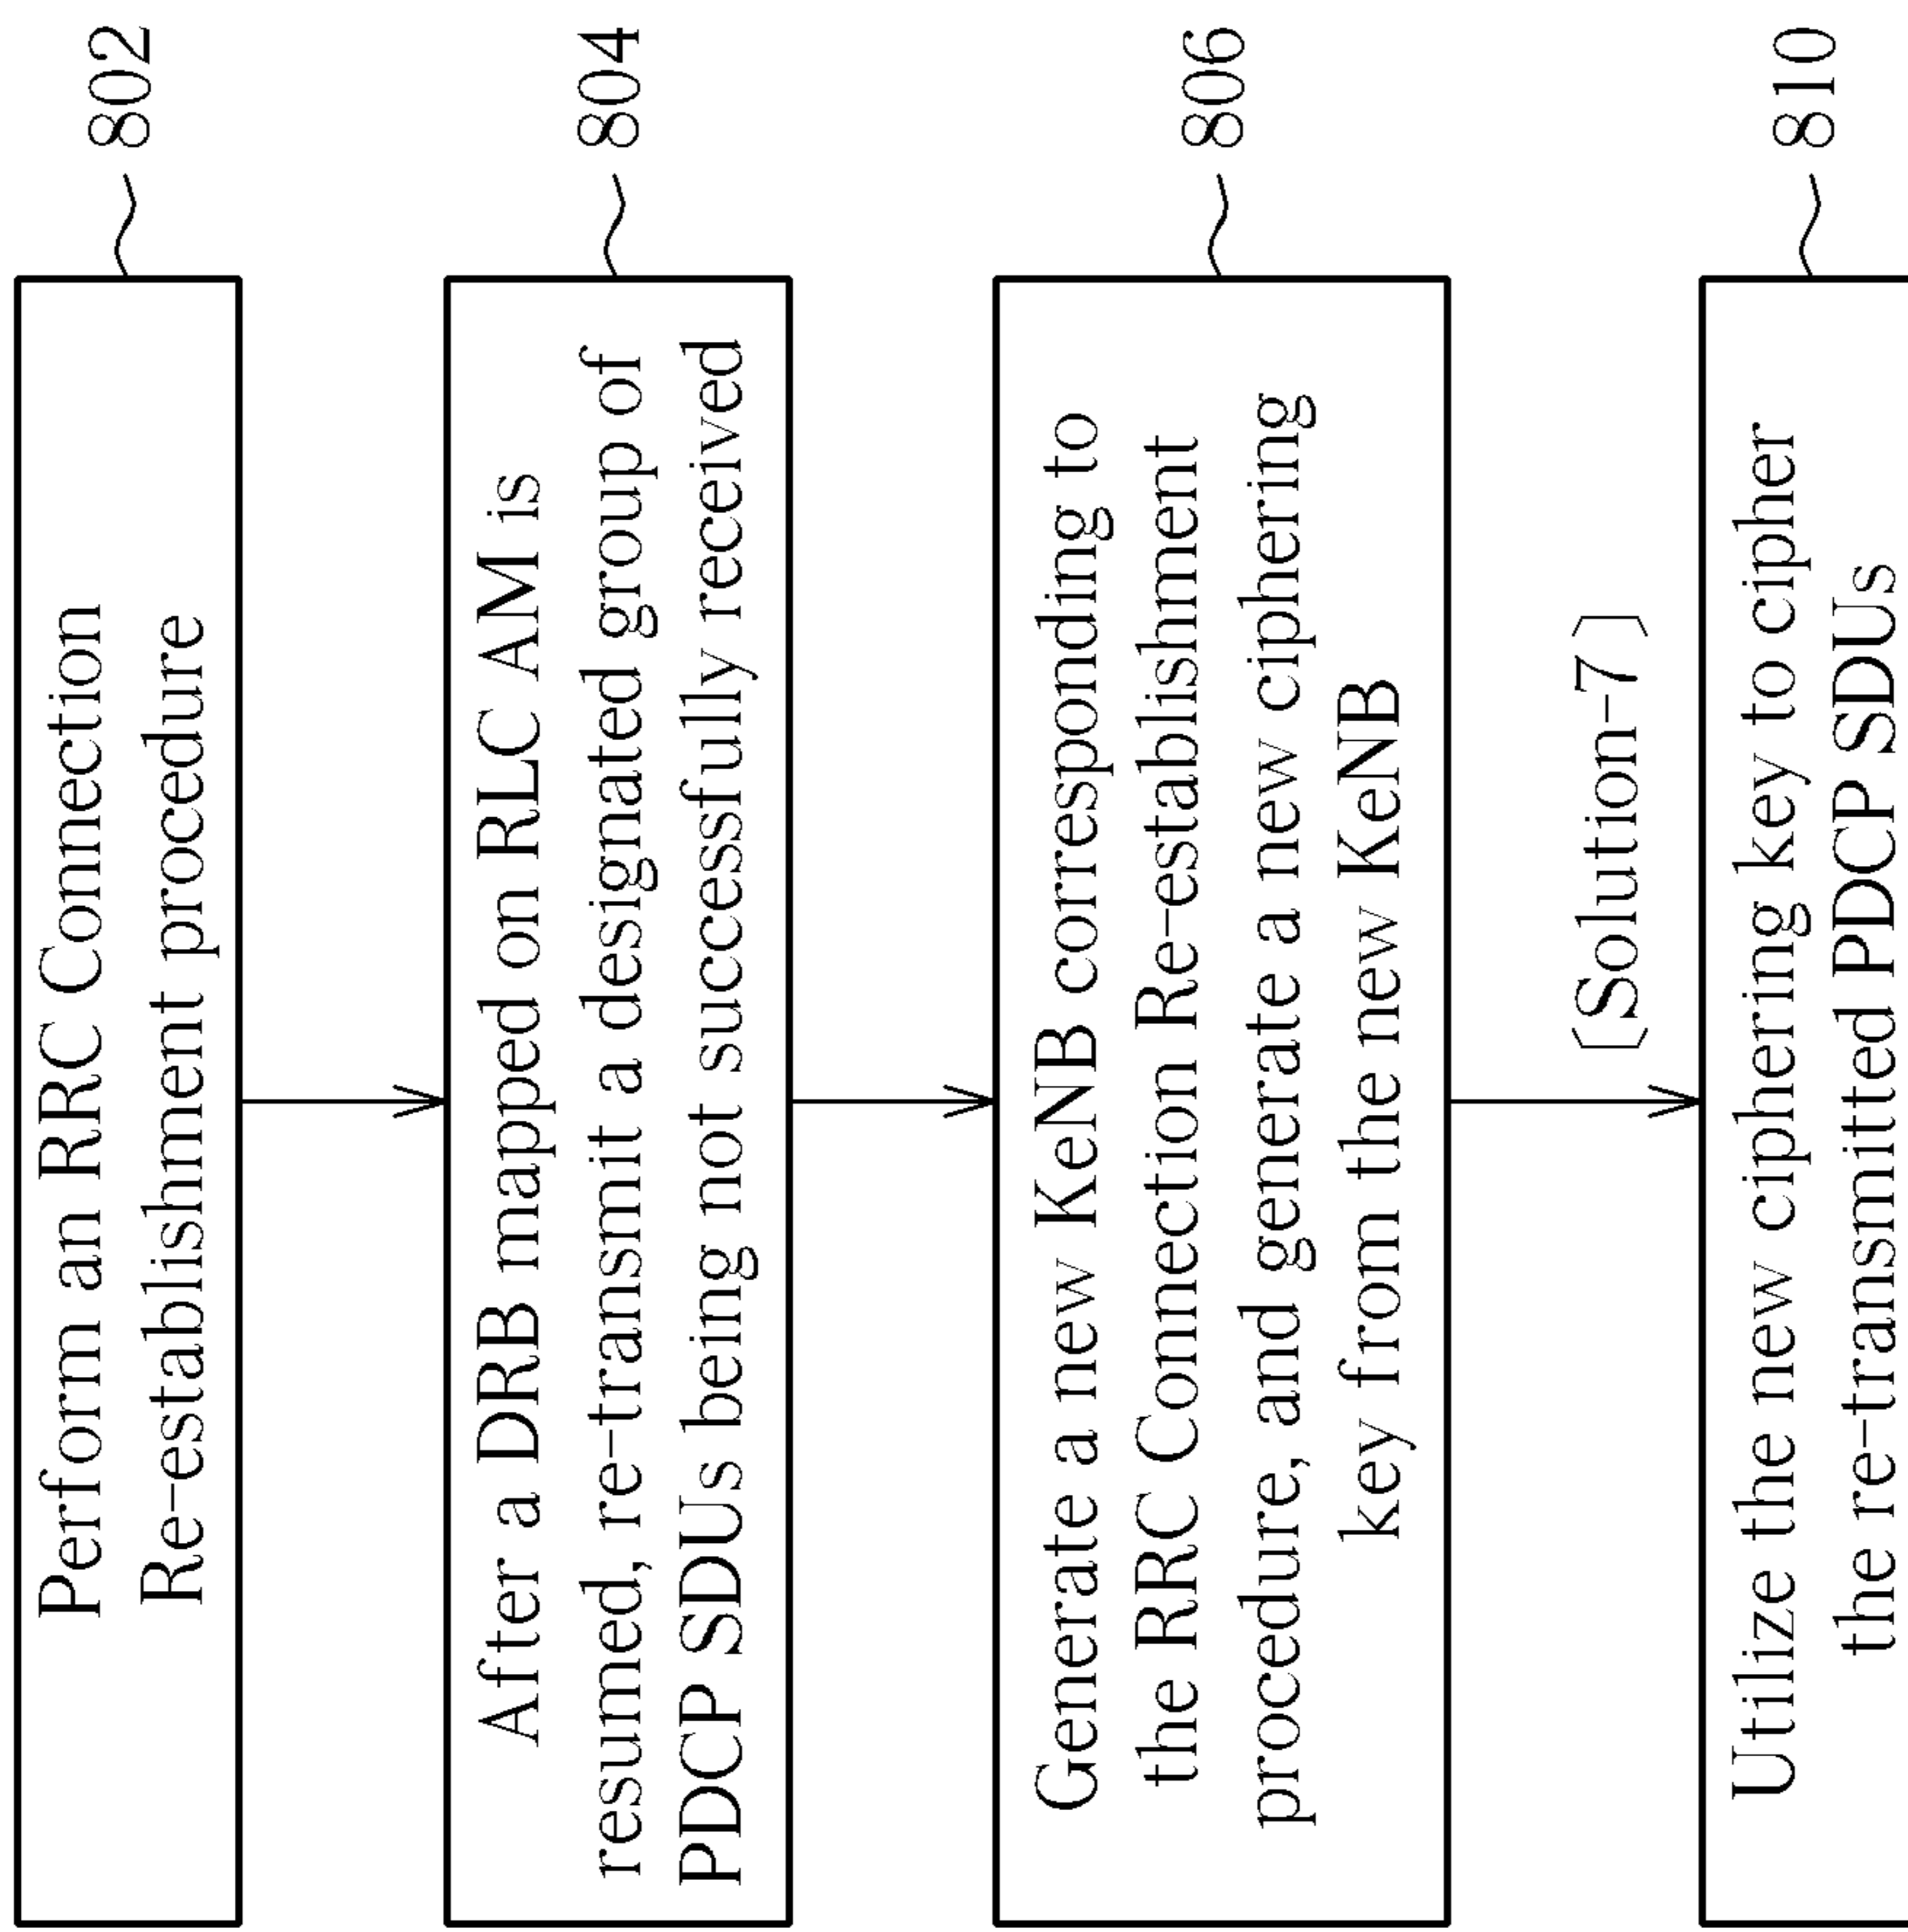 Perform an RRC Connection
Re-establishment procedure
802
After a DRB mapped on RLC AM is
resumed, re-transmit a designated group of
PDCP SDUs being not successfully received
804
Generate a new KeNB corresponding to
the RRC Connection Re-establishment
procedure, and generate a new ciphering
key from the new KeNB
806
(Solution-7)
Utilize the new ciphering key to cipher
the re-transmitted PDCP SDUs
810